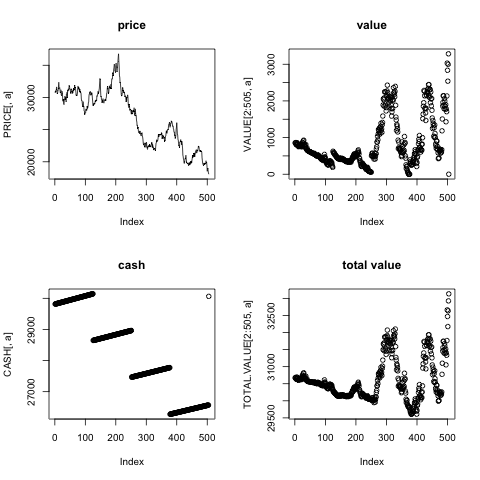 price
PRICE[, a]
20000 30000
0 100 200 300 400 500
Index
value
VALUE[2:505, a]
0 1000 2000 3000
0 100 200 300 400 500
Index
cash
CASH[, a]
27000 29000
0 100 200 300 400 500
Index
total value
TOTAL.VALUE[2:505, a]
29500 31000 32500
0 100 200 300 400 500
Index